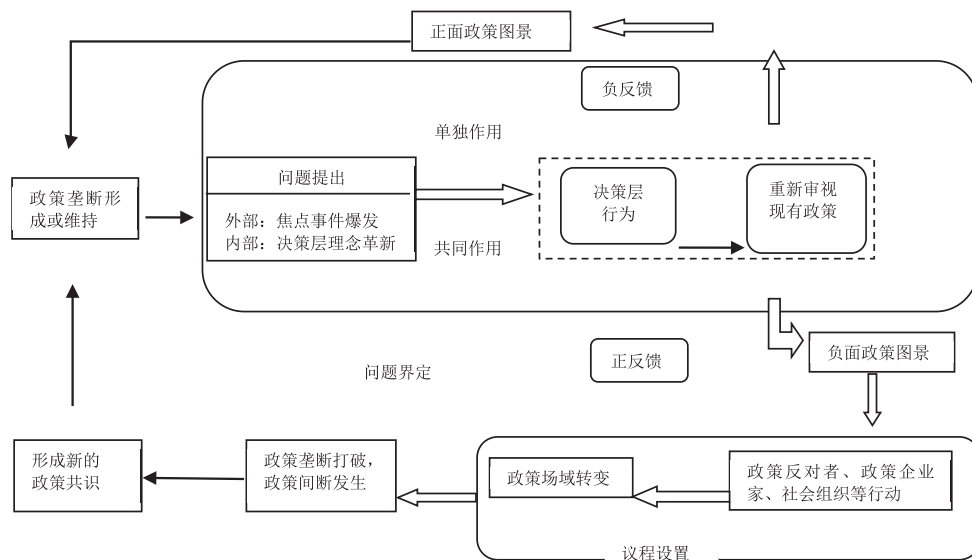 正面政策图景
负反馈
单独作用
问题提出
外部：焦点事件爆发
内部：决策层理念革新
共同作用
决策层
行为
重新审视
现有政策
政策垄断形
成或维持
正反馈
负面政策图景
问题界定
形成新的
政策共识
政策垄断打破，
政策间断发生
政策场域转变
政策反对者、政策企业
家、社会组织等行动
议程设置